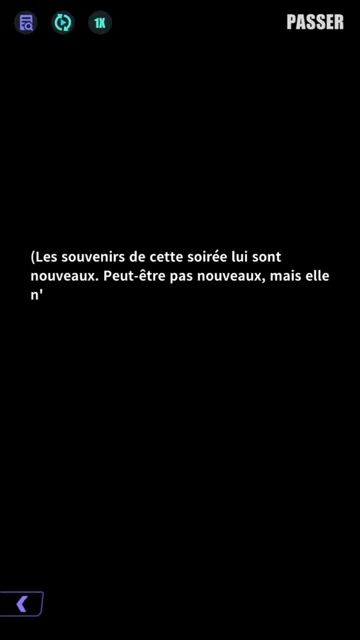 1X
PASSER
(Les souvenirs de cette soirée lui sont
nouveaux. Peut-être pas nouveaux, mais elle
n'